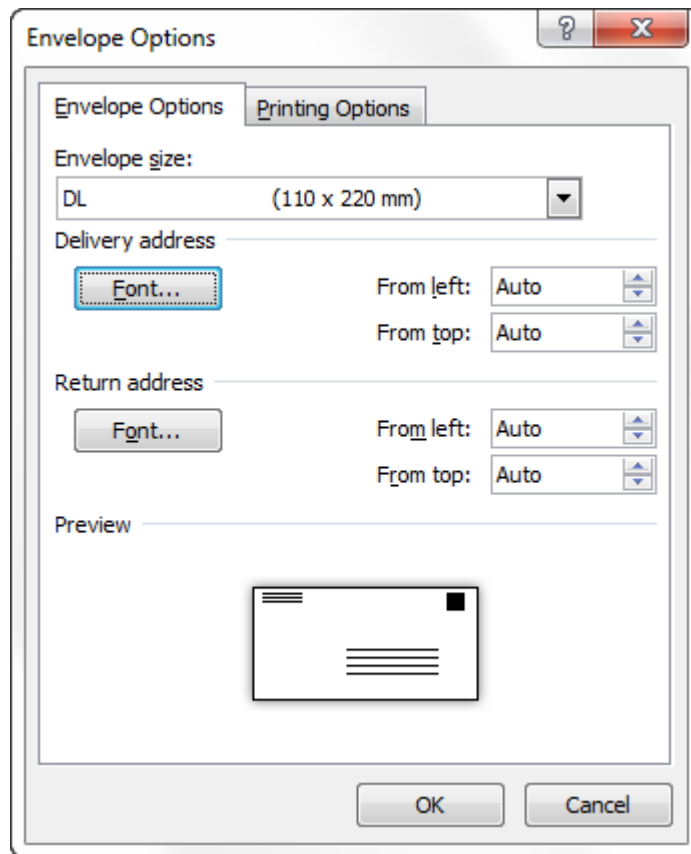 Envelope Options
Envelope Options Printing Options
Envelope size:
DL (110 x 220 mm)
Delivery address
Font... From left: Auto
From top: Auto
Return address
Font... From left: Auto
From top: Auto
Preview
OK Cancel